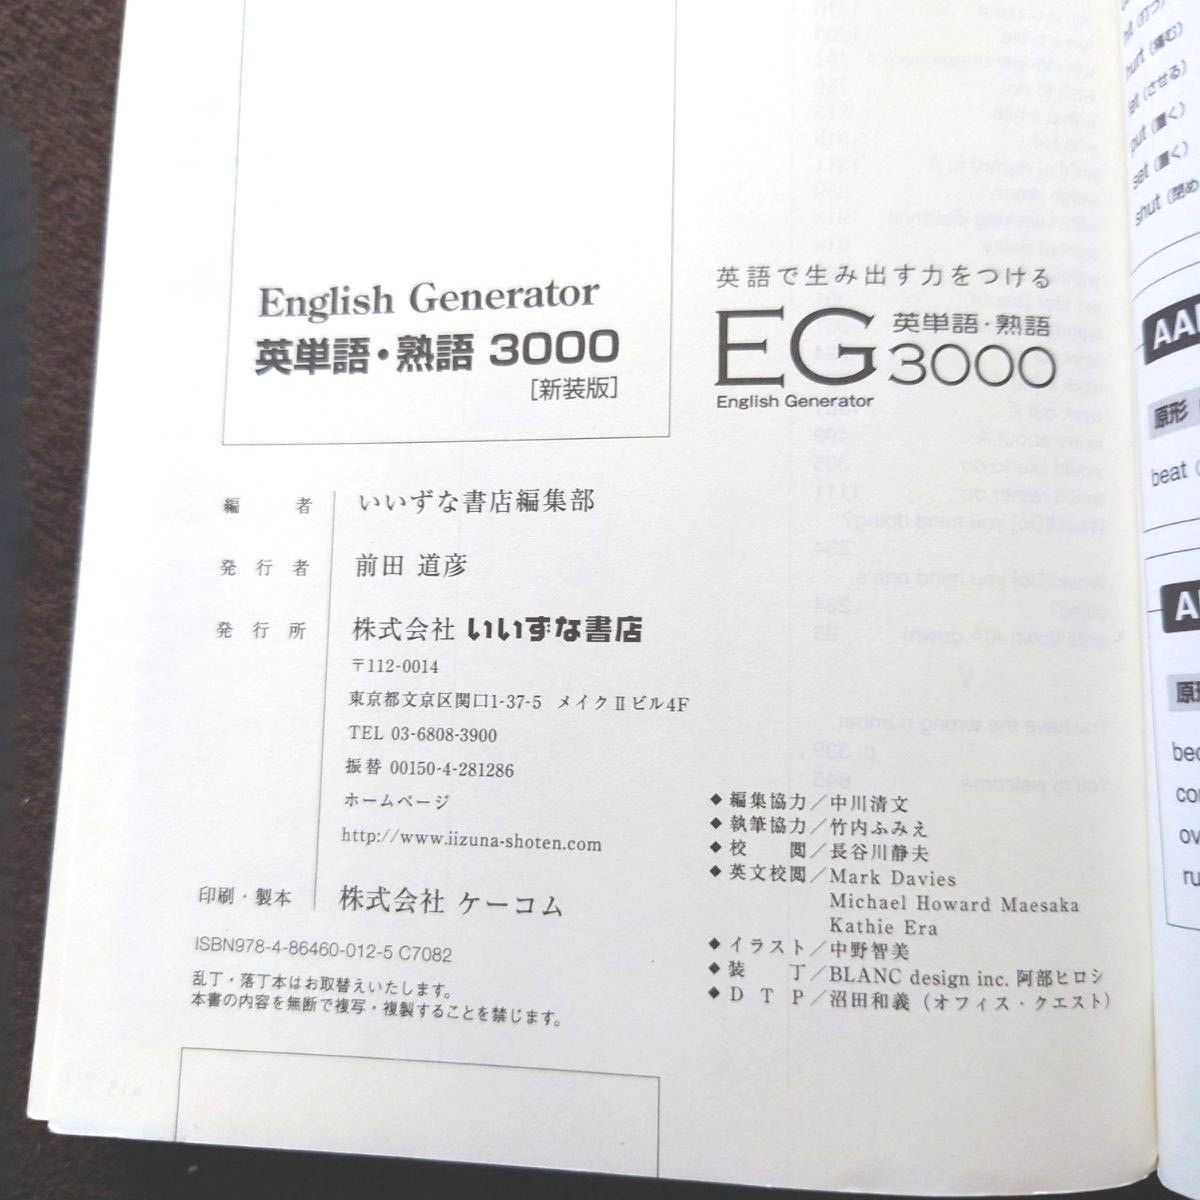 English Generator
英単語・熟語 3000
[新装版]
英語で生み出す力をつける
EG 英単語・熟語
3000
English Generator
編 者 いいずな書店編集部
発 行 者 前田 道彦
発 行 所 株式会社 いいずな書店
〒112-0014
東京都文京区関口1-37-5 メイクⅡビル4F
TEL 03-6808-3900
振替 00150-4-281286
ホームページ
http://www.iizuna-shoten.com
印刷・製本 株式会社 ケーコム
ISBN978-4-86460-012-5 C7082
乱丁・落丁本はお取替えいたします。
本書の内容を無断で複写・複製することを禁じます。
◆編集協力／中川清文
◆執筆協力／竹内ふみえ
◆校 閲／長谷川静夫
◆英文校閲／Mark Davies
Michael Howard Maesaka
Kathie Era
◆イラスト／中野智美
◆装 丁／BLANC design inc. 阿部ヒロシ
◆D T P／沼田和義（オフィス・クエスト）
hurt（痛む）
（させる）
put（置く）
set（置く）
shut（閉め
原形
beat